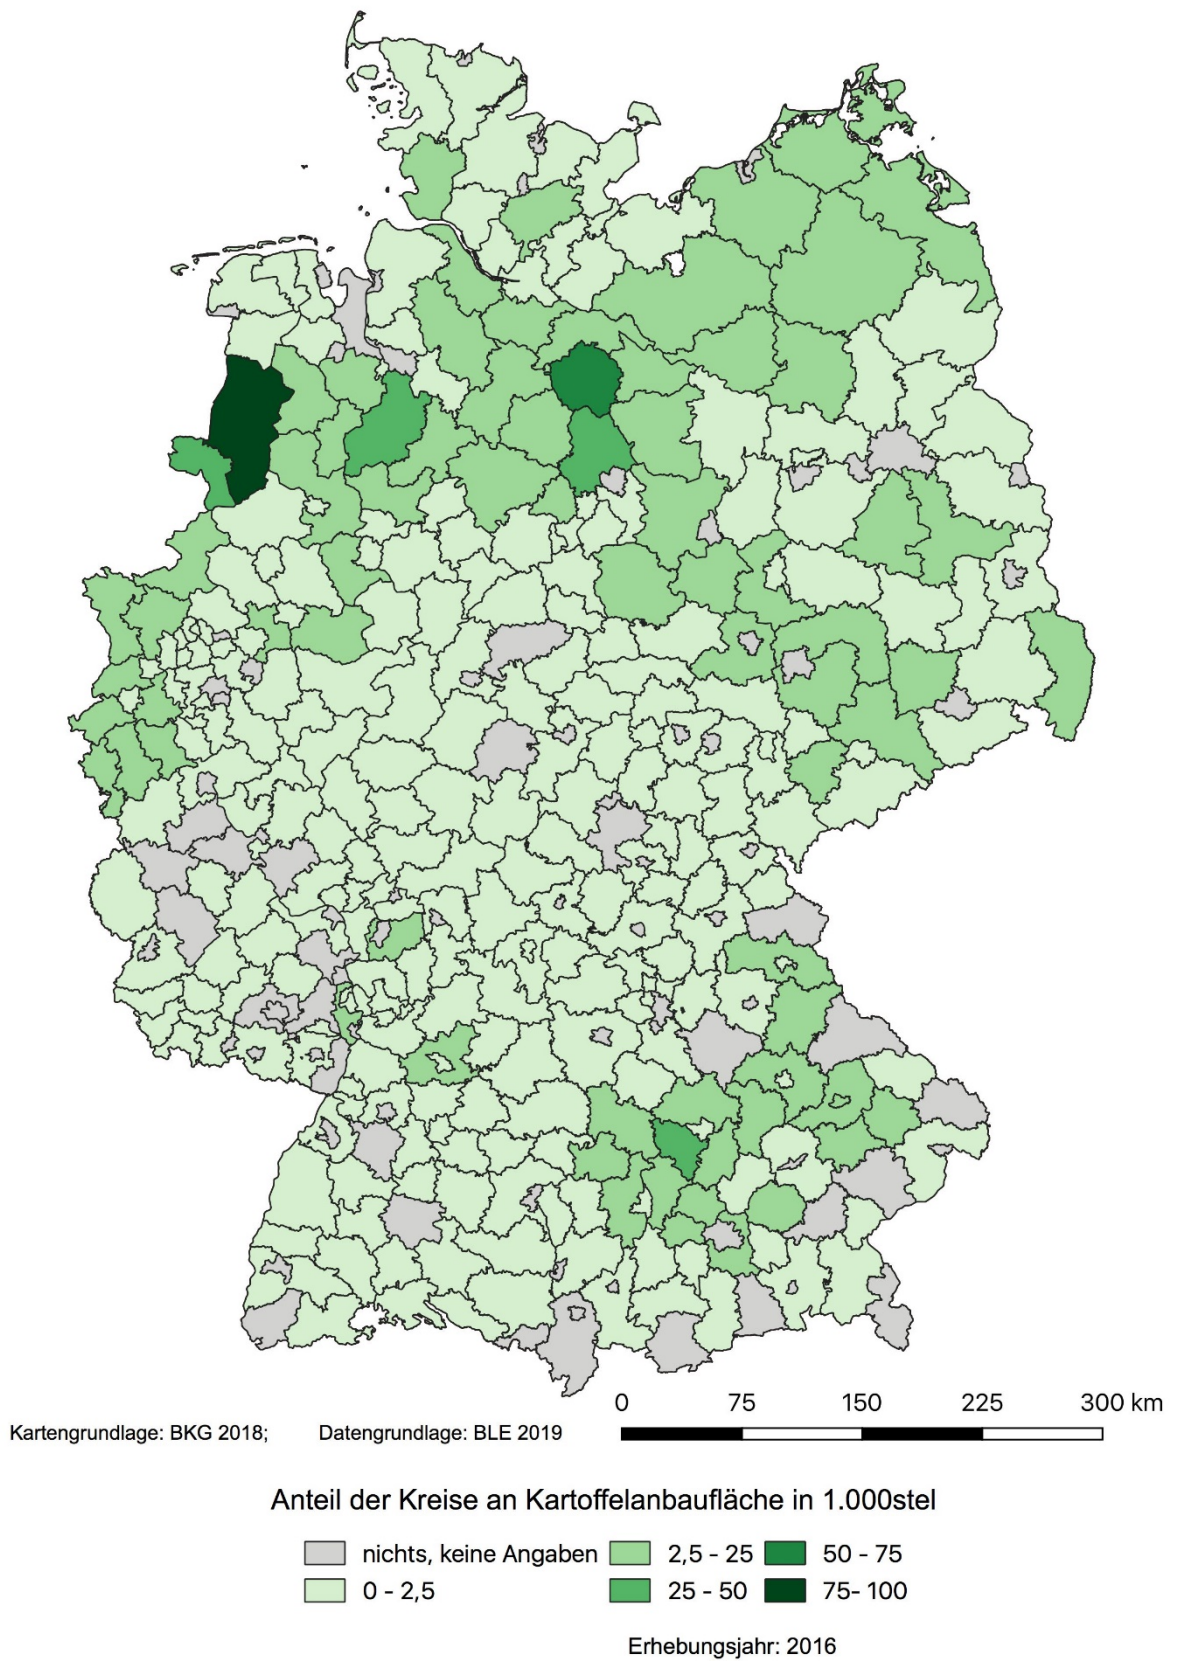 0 75 150 225 300 km
Kartengrundlage: BKG 2018; Datengrundlage: BLE 2019
Anteil der Kreise an Kartoffelanbaufläche in 1.000stel
nichts, keine Angaben 2,5 - 25 50 - 75
0 - 2,5 25 - 50 75- 100
Erhebungsjahr: 2016